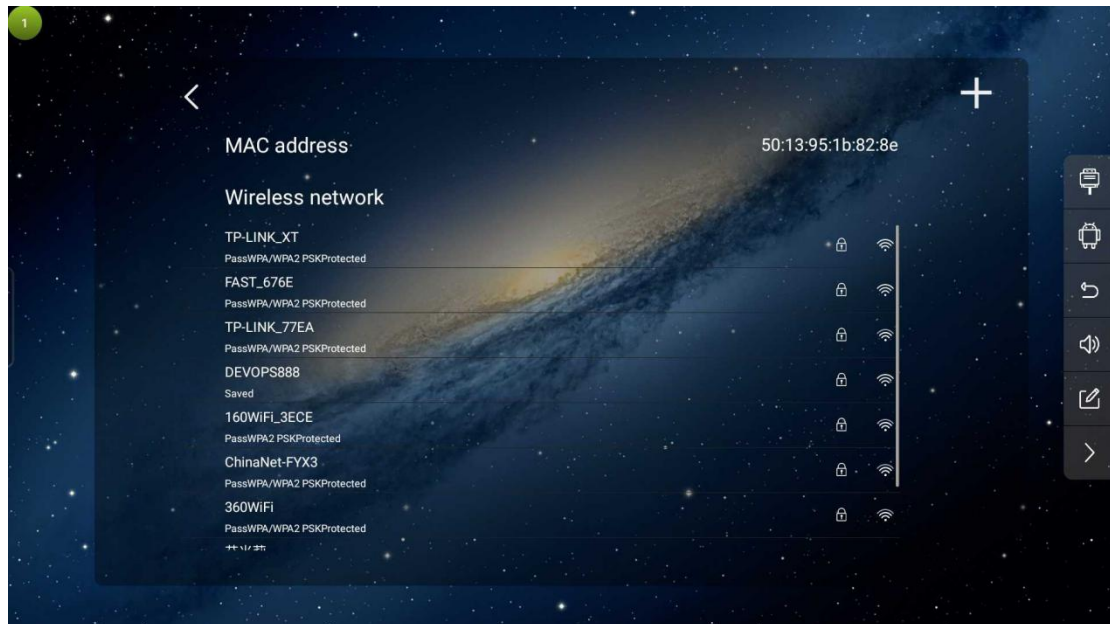 1
MAC address 50:13:95:1b:82:8e
Wireless network
TP-LINK_XT
PassWPA/WPA2 PSKProtected
FAST_676E
PassWPA/WPA2 PSKProtected
TP-LINK_77EA
PassWPA/WPA2 PSKProtected
DEVOPS888
Saved
160WiFi_3ECE
PassWPA2 PSKProtected
ChinaNet-FYX3
PassWPA/WPA2 PSKProtected
360WiFi
PassWPA/WPA2 PSKProtected